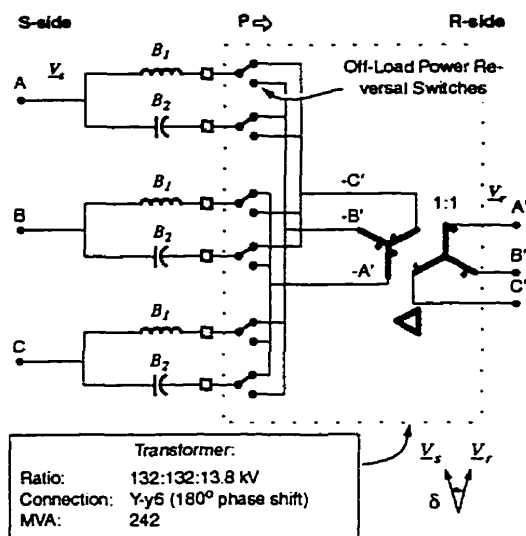 S-side
P ⇨
R-side
A
V_s
B_1
B_2
Off-Load Power Re-
versal Switches
B
B_1
B_2
-C'
-B'
-A'
1:1
V_r
A'
B'
C'
C
B_1
B_2
Transformer:
Ratio: 132:132:13.8 kV
Connection: Y-y6 (180° phase shift)
MVA: 242
V_s
V_r
δ